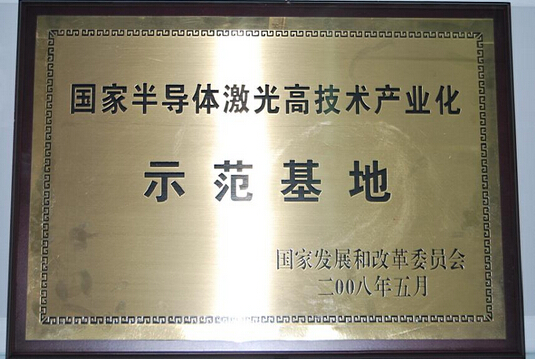 国家半导体激光高技术产业化
示范基地
国家发展和改革委员会
二00八年五月